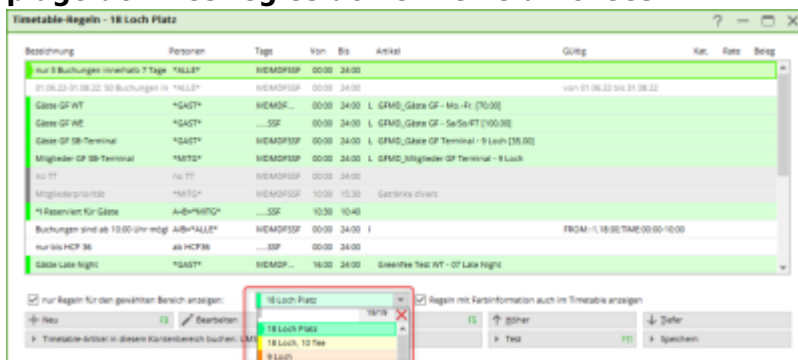 Timetable-Regeln - 18 Loch Platz
Bezeichnung Personen Tage Von Bis Artikel Gültig Kat. Rate Beleg
nur 3 Buchungen innerhalb 7 Tage *ALLE* MDMDFSSF 00:00 24:00
01.06.22-31.08.22: 50 Buchungen in *ALLE* MDMDFSSF 00:00 24:00 von 01.06.22 bis 31.08.22
Gäste GF WT *GAST* MDMDF... 00:00 24:00 L GFMD_Gäste GF - Mo.-Fr. [70,00]
Gäste GF WE *GAST* .....SSF 00:00 24:00 L GFMD_Gäste GF - Sa/So/FT [100,00]
Gäste GF SB-Terminal *GAST* MDMDFSSF 00:00 24:00 L GFMD_Gäste GF Terminal - 9 Loch [35,00]
Mitglieder GF SB-Terminal *MITG* MDMDFSSF 00:00 24:00 L GFMD_Mitglieder GF Terminal - 9 Loch
no TT no TT MDMDFSSF 00:00 24:00
Mitgliederpriorität *MITG* MDMDFSSF 10:00 15:30 Getränke divers
*! Reserviert für Gäste A=B=*MITG* .....SSF 10:30 10:40
Buchungen sind ab 10:00 Uhr mögl A=B=*ALLE* MDMDFSSF 00:00 24:00 I FROM:-1,18:00;TIME:00:00-10:00
nur bis HCP 36 ab HCP36 .....SSF 00:00 24:00
Gäste Late Night *GAST* MDMDF... 16:00 24:00 Greenfee Test WT - 07 Late Night
nur Regeln für den gewählten Bereich anzeigen: 18 Loch Platz Regeln mit Farbinformation auch im Timetable anzeigen
Neu F3 Bearbeiten 19/19 F5 Höher Tiefer
18 Loch Platz
Timetable-Artikel in diesem Kontenbereich buchen: Test F11 Speichern
18 Loch, 10 Tee
9 Loch